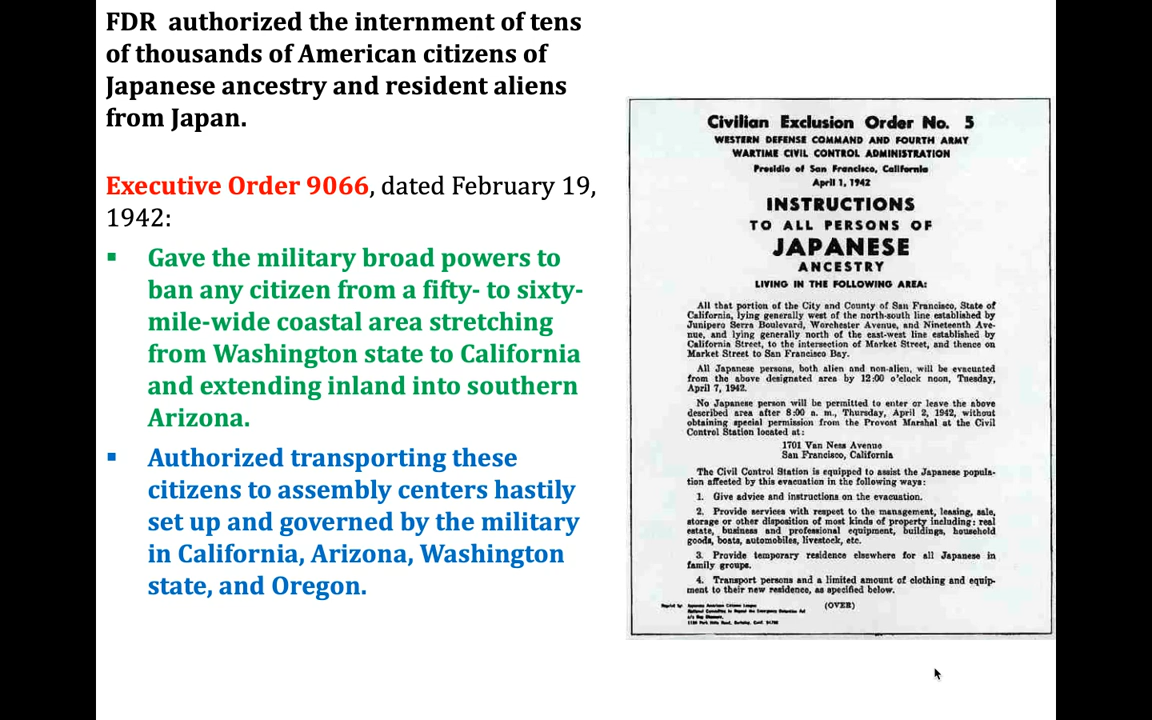 FDR authorized the internment of tens
of thousands of American citizens of
Japanese ancestry and resident aliens
from Japan.
Executive Order 9066, dated February 19,
1942:
▪ Gave the military broad powers to
ban any citizen from a fifty- to sixty-
mile-wide coastal area stretching
from Washington state to California
and extending inland into southern
Arizona.
▪ Authorized transporting these
citizens to assembly centers hastily
set up and governed by the military
in California, Arizona, Washington
state, and Oregon.
Civilian Exclusion Order No. 5
WESTERN DEFENSE COMMAND AND FOURTH ARMY
WARTIME CIVIL CONTROL ADMINISTRATION
Presidio of San Francisco, California
April 1, 1942
INSTRUCTIONS
TO ALL PERSONS OF
JAPANESE
ANCESTRY
LIVING IN THE FOLLOWING AREA:
All that portion of the City and County of San Francisco, State of
California, lying generally west of the north-south line established by
Junipero Serra Boulevard, Worchester Avenue, and Nineteenth Ave-
nue, and lying generally north of the east-west line established by
California Street, to the intersection of Market Street, and thence on
Market Street to San Francisco Bay.
All Japanese persons, both alien and non-alien, will be evacuated
from the above designated area by 12:00 o'clock noon, Tuesday,
April 7, 1942.
No Japanese person will be permitted to enter or leave the above
described area after 8:00 a. m., Thursday, April 2, 1942, without
obtaining special permission from the Provost Marshal at the Civil
Control Station located at:
1701 Van Ness Avenue
San Francisco, California
The Civil Control Station is equipped to assist the Japanese popula-
tion affected by this evacuation in the following ways:
1. Give advice and instructions on the evacuation.
2. Provide services with respect to the management, leasing, sale,
storage or other disposition of most kinds of property including: real
estate, business and professional equipment, buildings, household
goods, boats, automobiles, livestock, etc.
3. Provide temporary residence elsewhere for all Japanese in
family groups.
4. Transport persons and a limited amount of clothing and equip-
ment to their new residence, as specified below.
(OVER)
Reprint by: Japanese American Citizens League